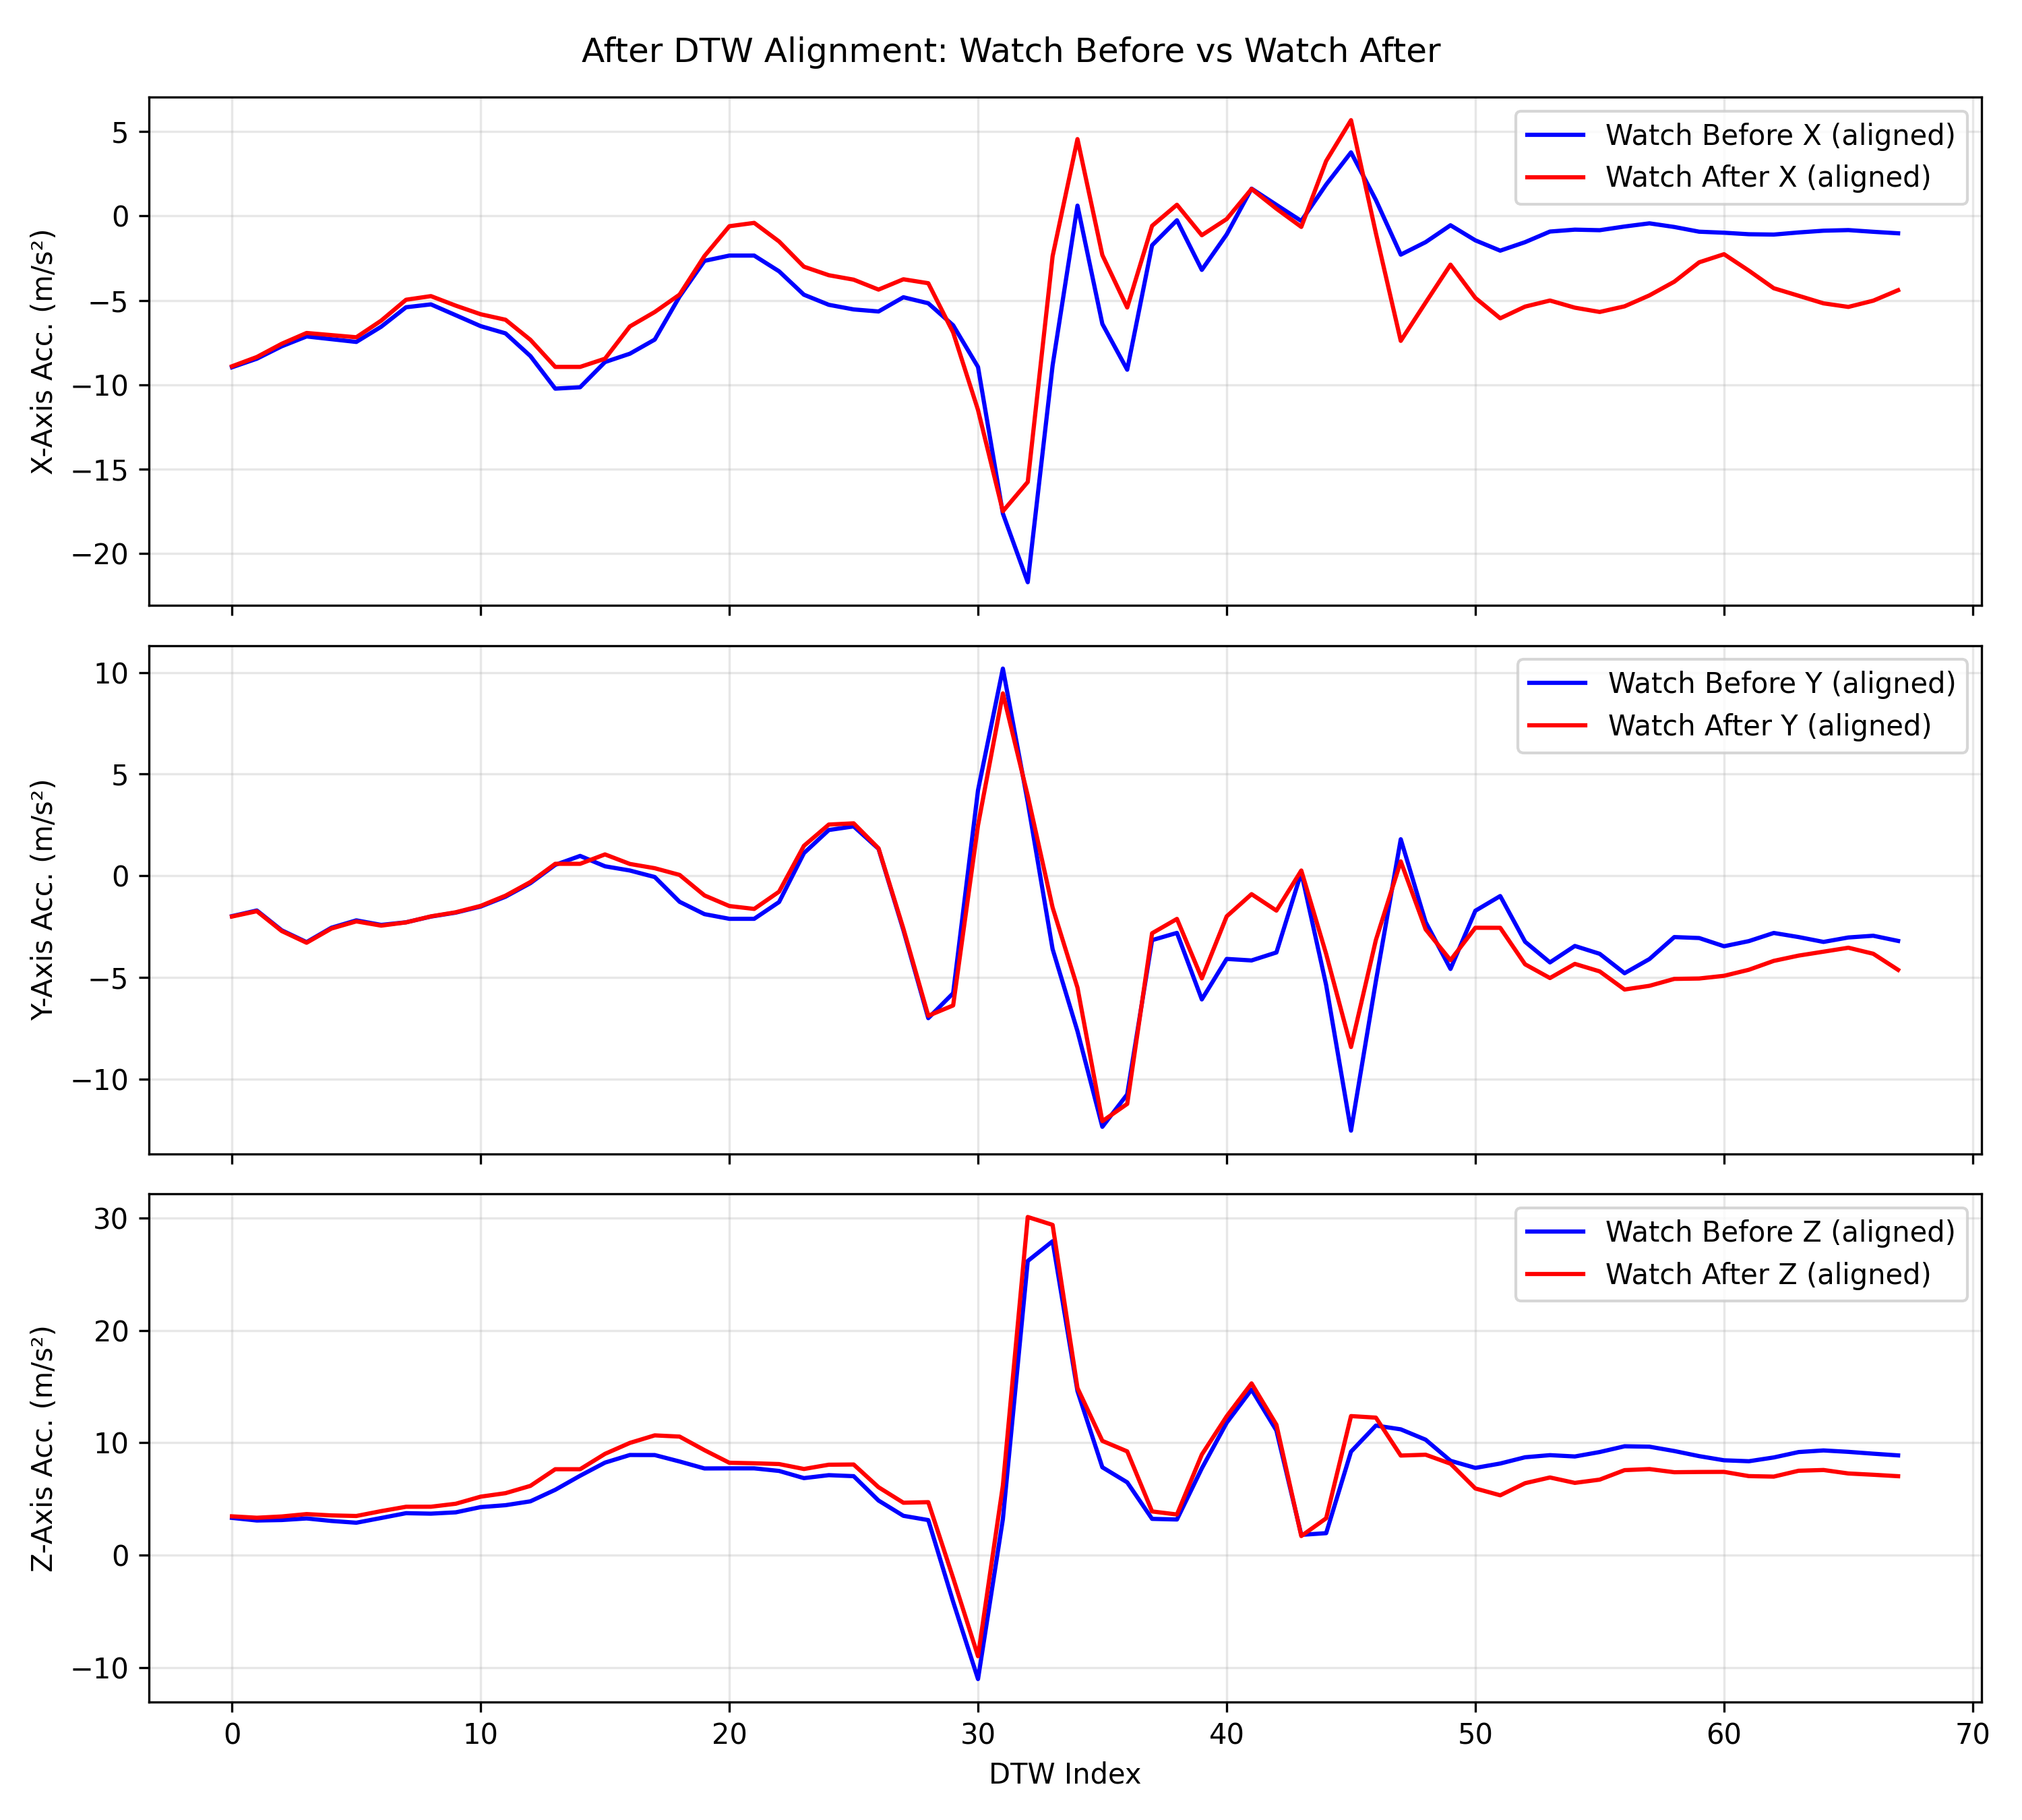 After DTW Alignment: Watch Before vs Watch After
5
0
−5
−10
−15
−20
X-Axis Acc. (m/s²)
Watch Before X (aligned)
Watch After X (aligned)
10
5
0
−5
−10
Y-Axis Acc. (m/s²)
Watch Before Y (aligned)
Watch After Y (aligned)
30
20
10
0
−10
Z-Axis Acc. (m/s²)
Watch Before Z (aligned)
Watch After Z (aligned)
0 10 20 30 40 50 60 70
DTW Index